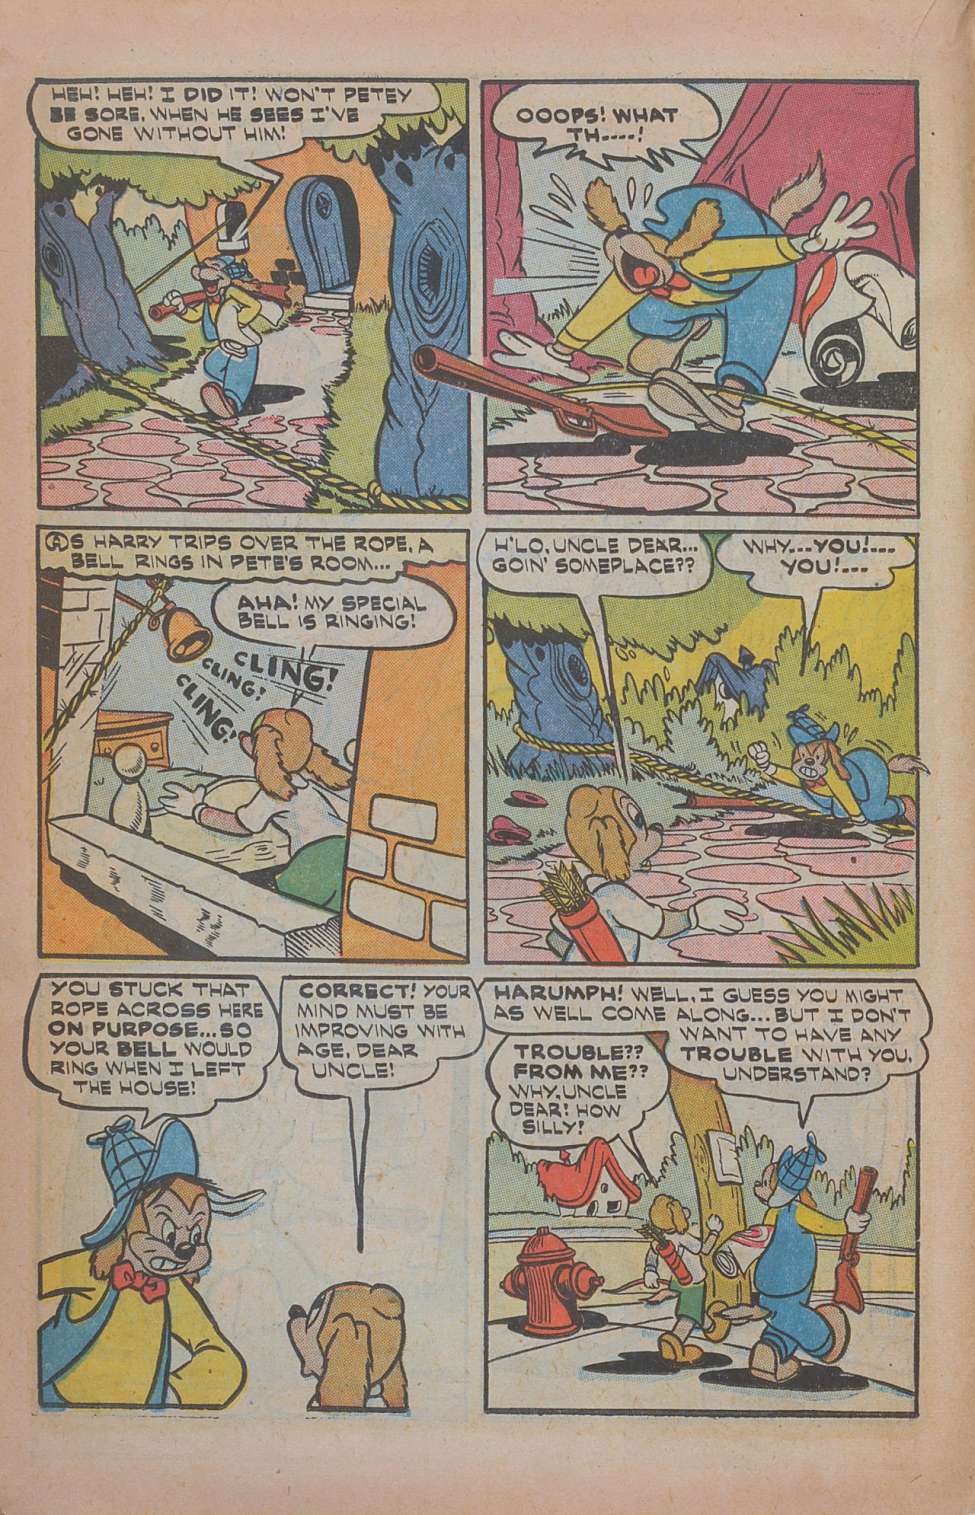 HEH! HEH! I DID IT! WON'T PETEY
BE SORE, WHEN HE SEES I'VE
GONE WITHOUT HIM!
OOOPS! WHAT
TH----!
AS HARRY TRIPS OVER THE ROPE, A
BELL RINGS IN PETE'S ROOM...
AHA! MY SPECIAL
BELL IS RINGING!
CLING!
CLING!
CLING!
H'LO, UNCLE DEAR...
GOIN' SOMEPLACE??
WHY---YOU!---
YOU!---
YOU STUCK THAT
ROPE ACROSS HERE
ON PURPOSE...SO
YOUR BELL WOULD
RING WHEN I LEFT
THE HOUSE!
CORRECT! YOUR
MIND MUST BE
IMPROVING WITH
AGE, DEAR
UNCLE!
HARUMPH! WELL, I GUESS YOU MIGHT
AS WELL COME ALONG...BUT I DON'T
WANT TO HAVE ANY
TROUBLE WITH YOU,
UNDERSTAND?
TROUBLE??
FROM ME??
WHY, UNCLE
DEAR! HOW
SILLY!